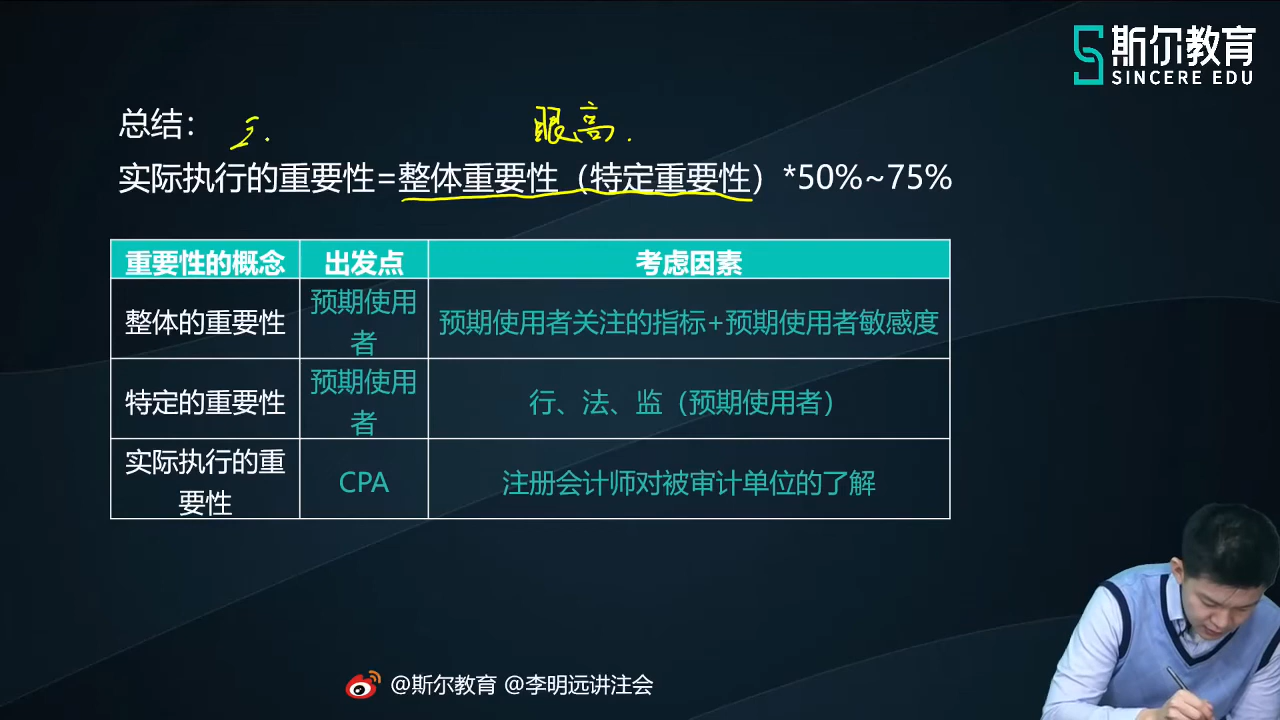 斯尔教育
SINCERE EDU
总结：
眼高.
实际执行的重要性=整体重要性（特定重要性）*50%~75%
重要性的概念 出发点 考虑因素
整体的重要性 预期使用者 预期使用者关注的指标+预期使用者敏感度
特定的重要性 预期使用者 行、法、监（预期使用者）
实际执行的重要性 CPA 注册会计师对被审计单位的了解
@斯尔教育 @李明远讲注会